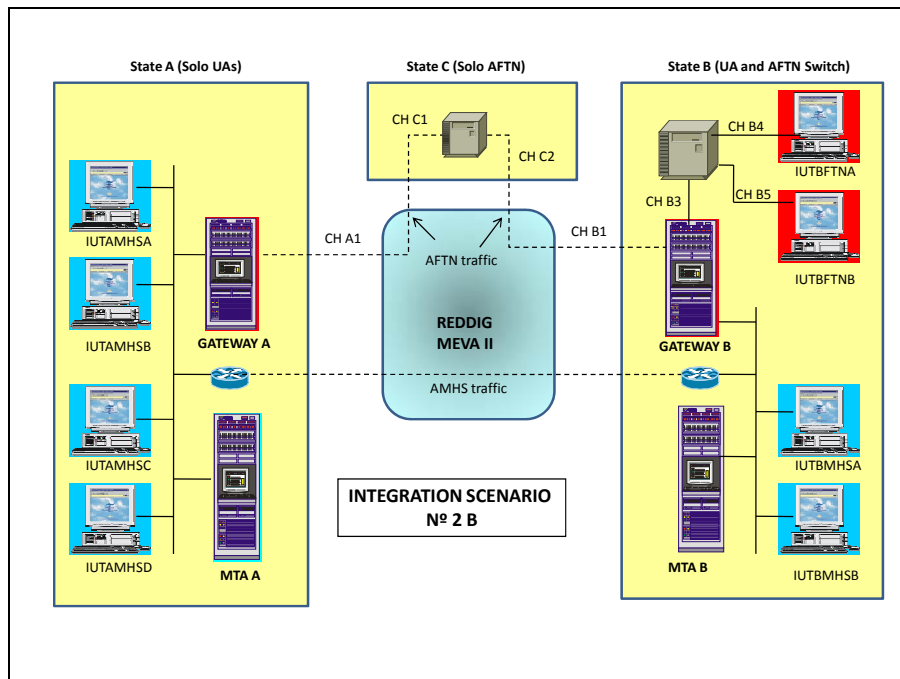 State A (Solo UAs)
State C (Solo AFTN)
State B (UA and AFTN Switch)
CH C1
CH C2
CH B4
IUTBFTNA
CH B5
CH B3
IUTAMHSA
CH A1
CH B1
AFTN traffic
IUTBFTNB
REDDIG
MEVA II
IUTAMHSB
GATEWAY A
GATEWAY B
AMHS traffic
IUTAMHSC
IUTBMHSA
INTEGRATION SCENARIO
Nº 2 B
IUTAMHSD
MTA A
MTA B
IUTBMHSB